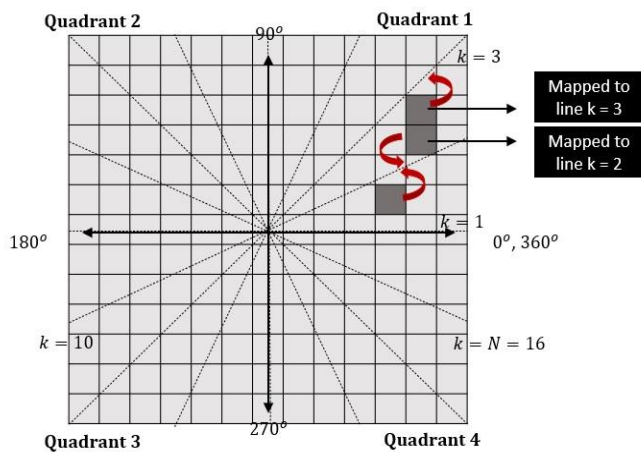 Quadrant 2
Quadrant 1
90°
k = 3
Mapped to
line k = 3
Mapped to
line k = 2
k = 1
180°
0°, 360°
k = 10
k = N = 16
Quadrant 3
270°
Quadrant 4